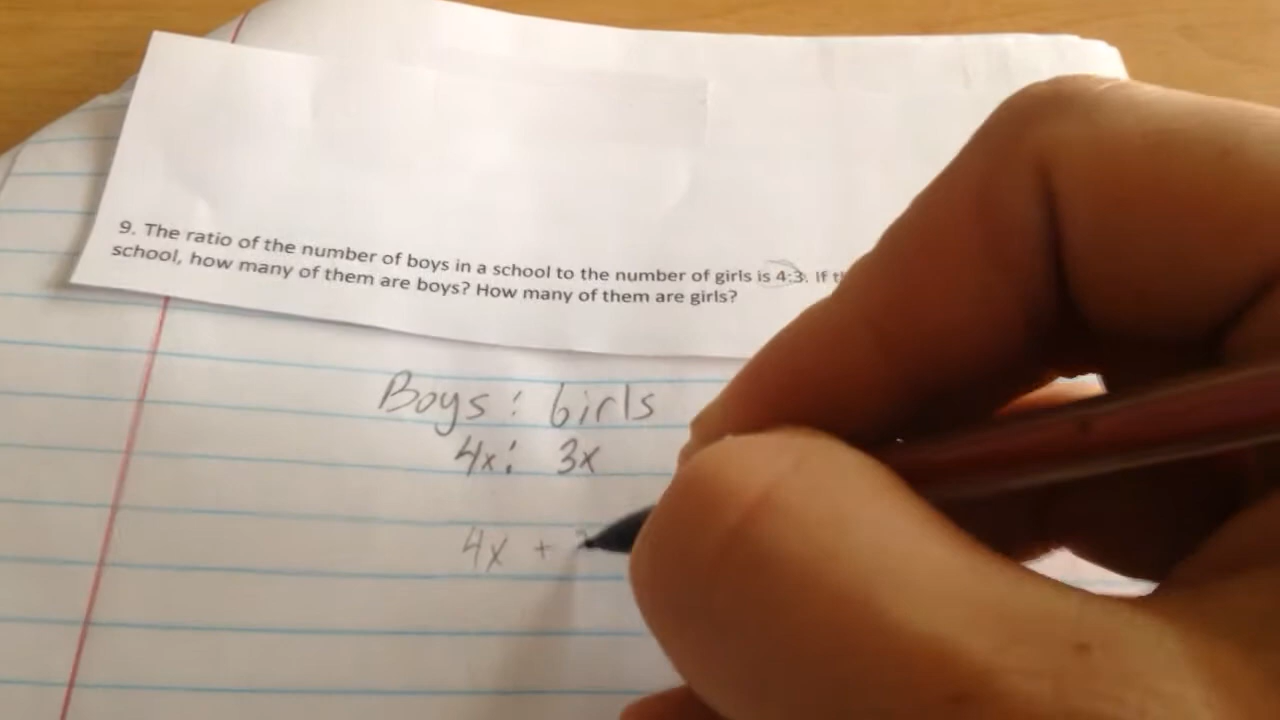 9. The ratio of the number of boys in a school to the number of girls is 4:3. If
school, how many of them are boys? How many of them are girls?
Boys : Girls
4x : 3x
4x +